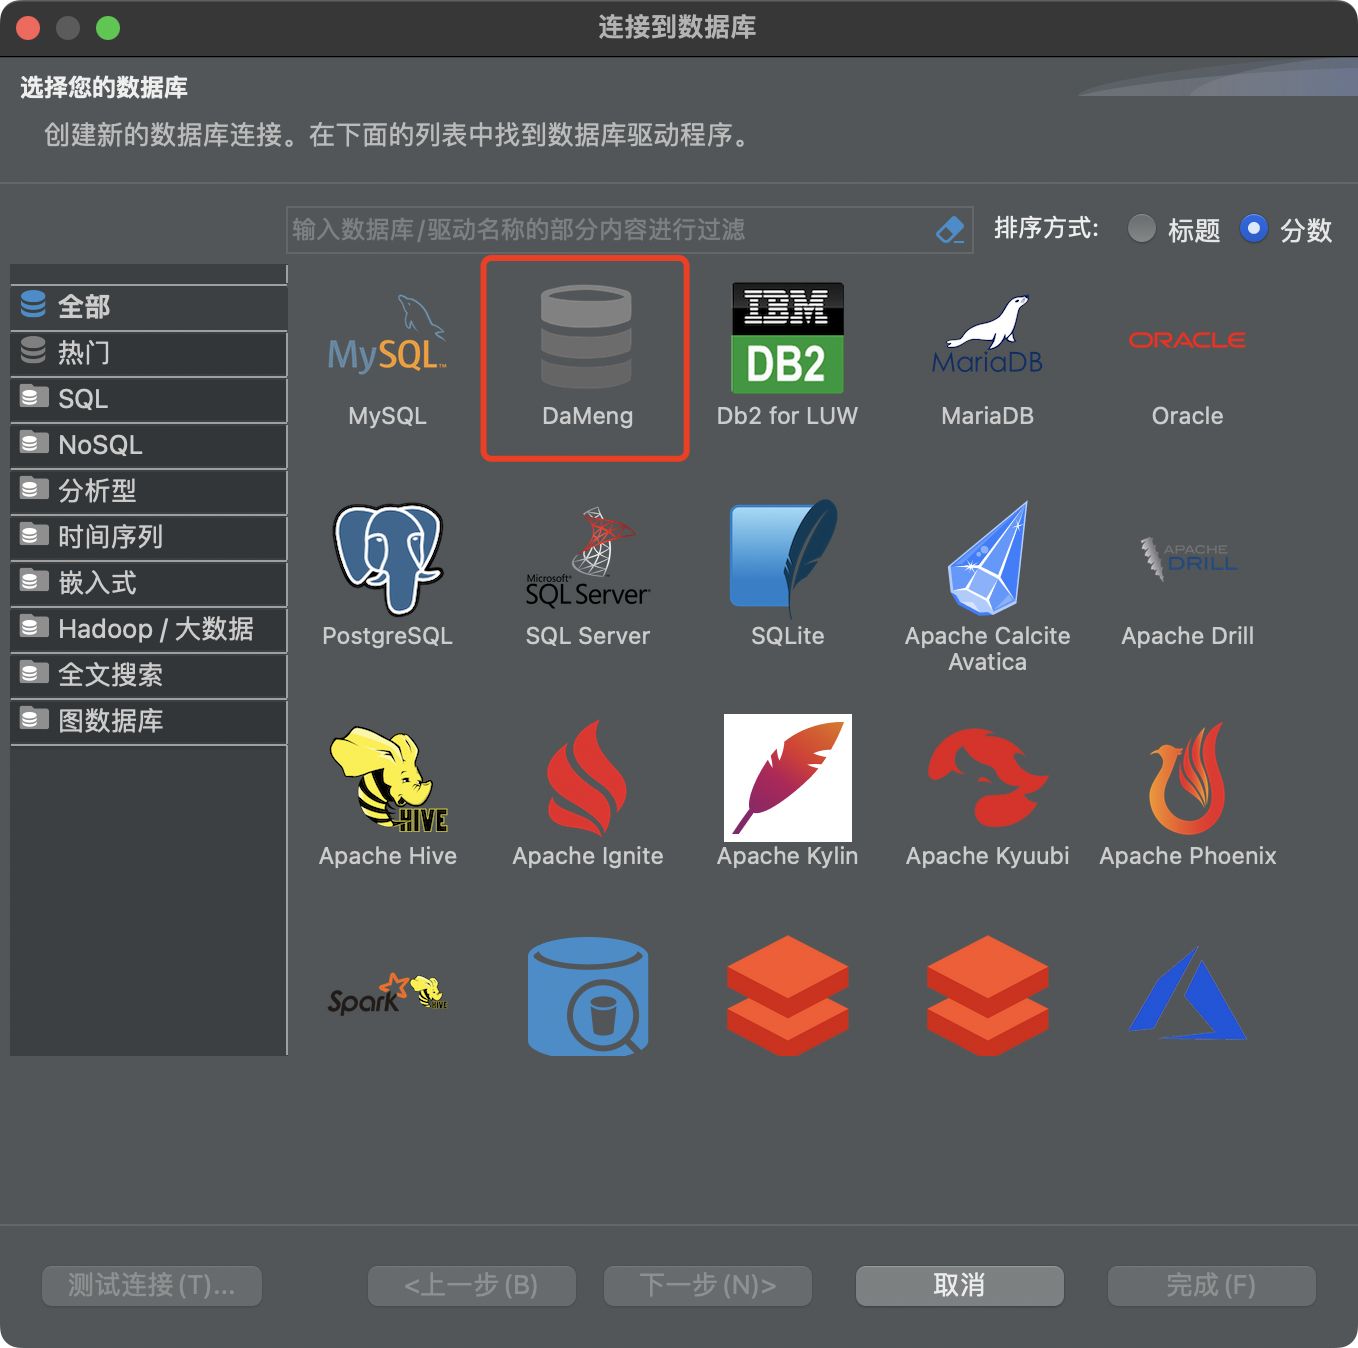 连接到数据库
选择您的数据库
创建新的数据库连接。在下面的列表中找到数据库驱动程序。
输入数据库/驱动名称的部分内容进行过滤
排序方式:
标题
分数
全部
热门
SQL
NoSQL
分析型
时间序列
嵌入式
Hadoop / 大数据
全文搜索
图数据库
MySQL™
MySQL
DaMeng
IBM
DB2
Db2 for LUW
MariaDB
MariaDB
ORACLE
Oracle
PostgreSQL
Microsoft®
SQL Server
SQL Server
SQLite
Apache Calcite
Avatica
APACHE
DRILL
Apache Drill
HIVE
Apache Hive
Apache Ignite
Apache Kylin
Apache Kyuubi
Apache Phoenix
Spark
HIVE
测试连接(T)...
<上一步(B)
下一步(N)>
取消
完成(F)